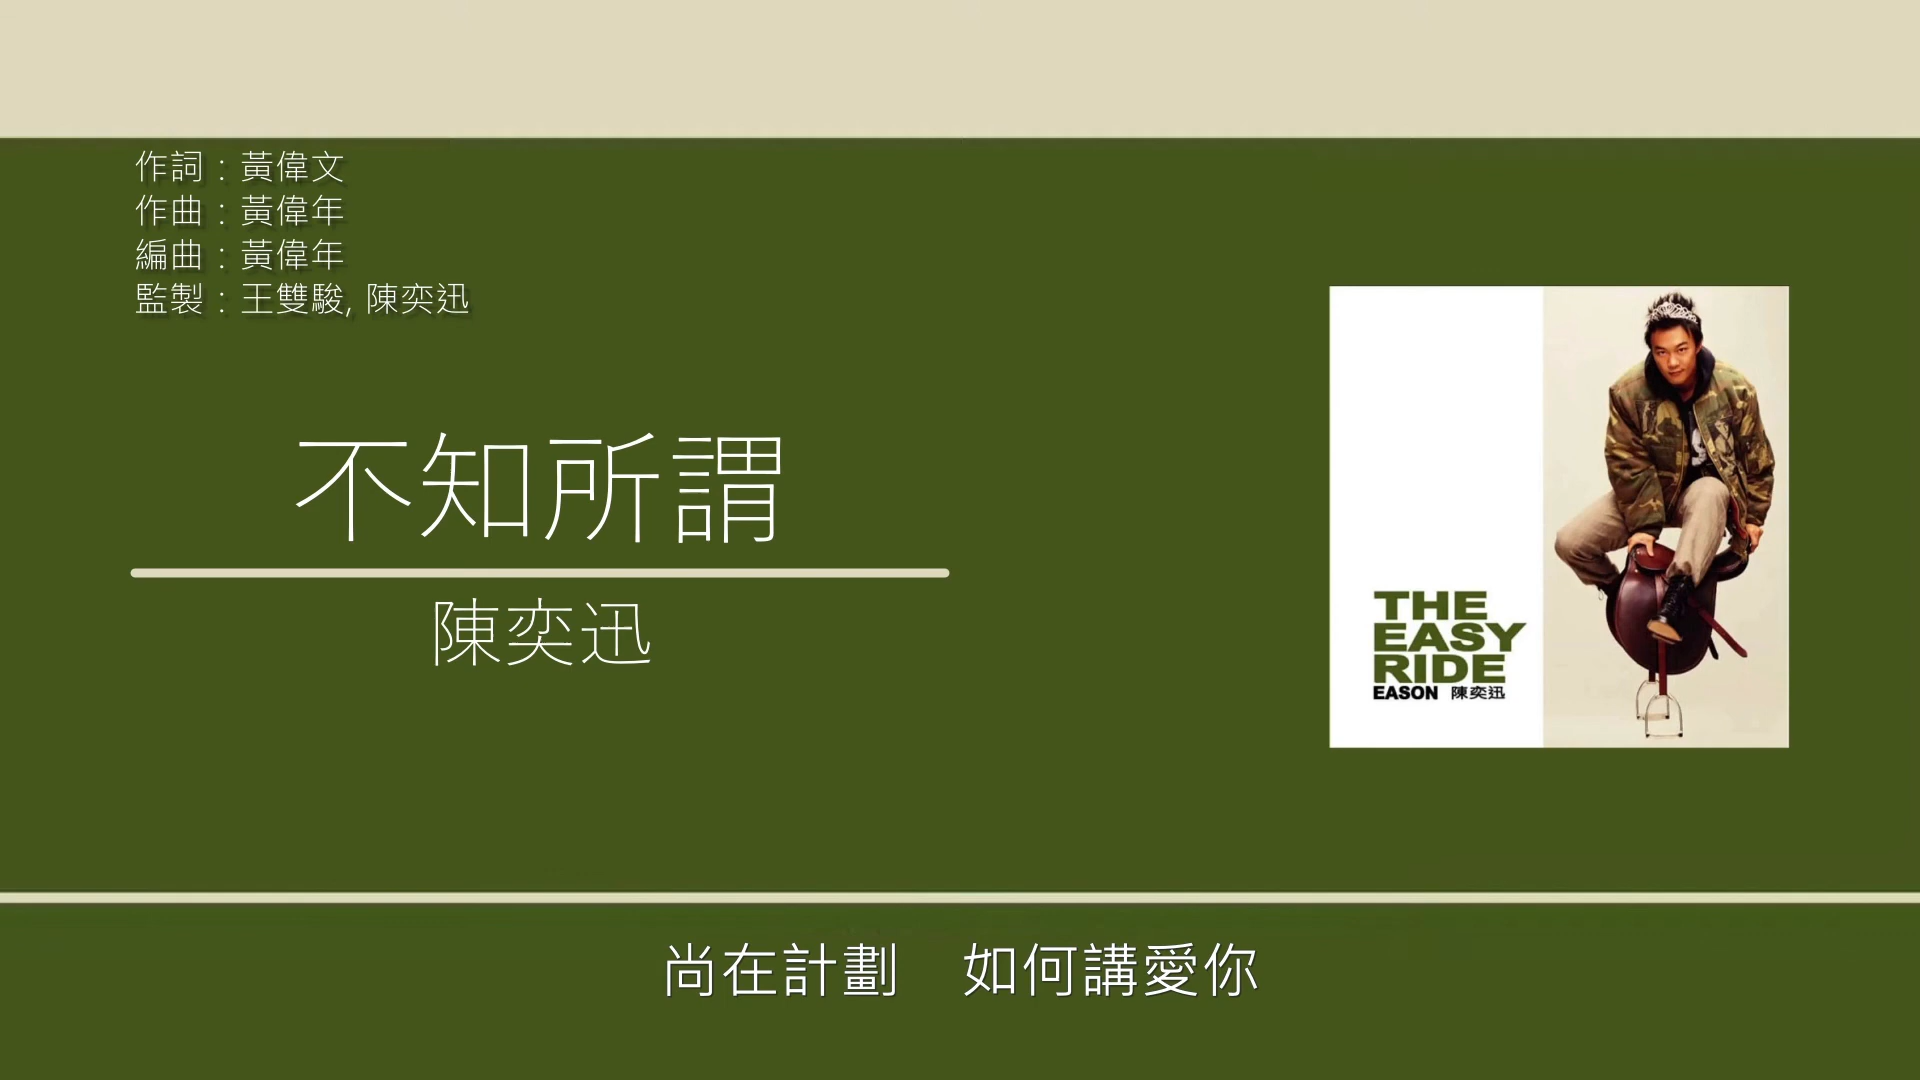 作詞：黃偉文
作曲：黃偉年
編曲：黃偉年
監製：王雙駿, 陳奕迅
不知所謂
陳奕迅
THE
EASY
RIDE
EASON 陳奕迅
尚在計劃　如何講愛你